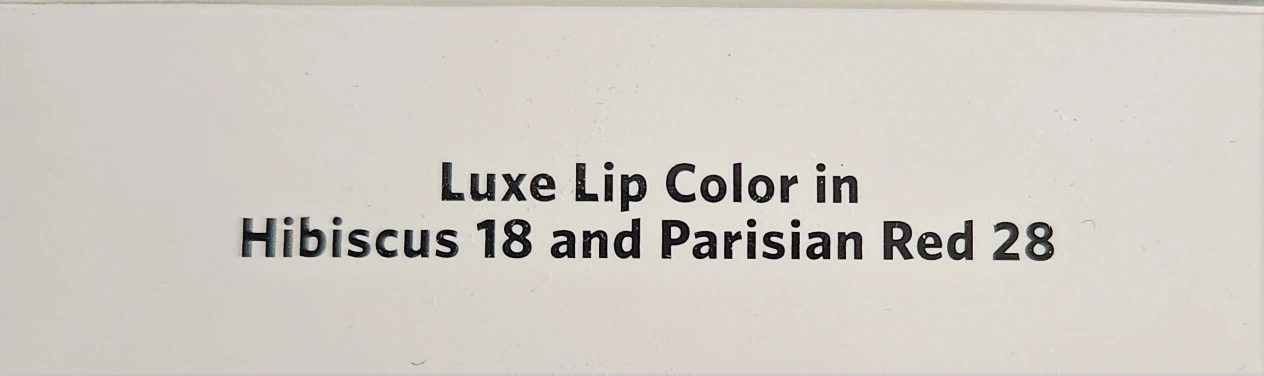 Luxe Lip Color in
Hibiscus 18 and Parisian Red 28